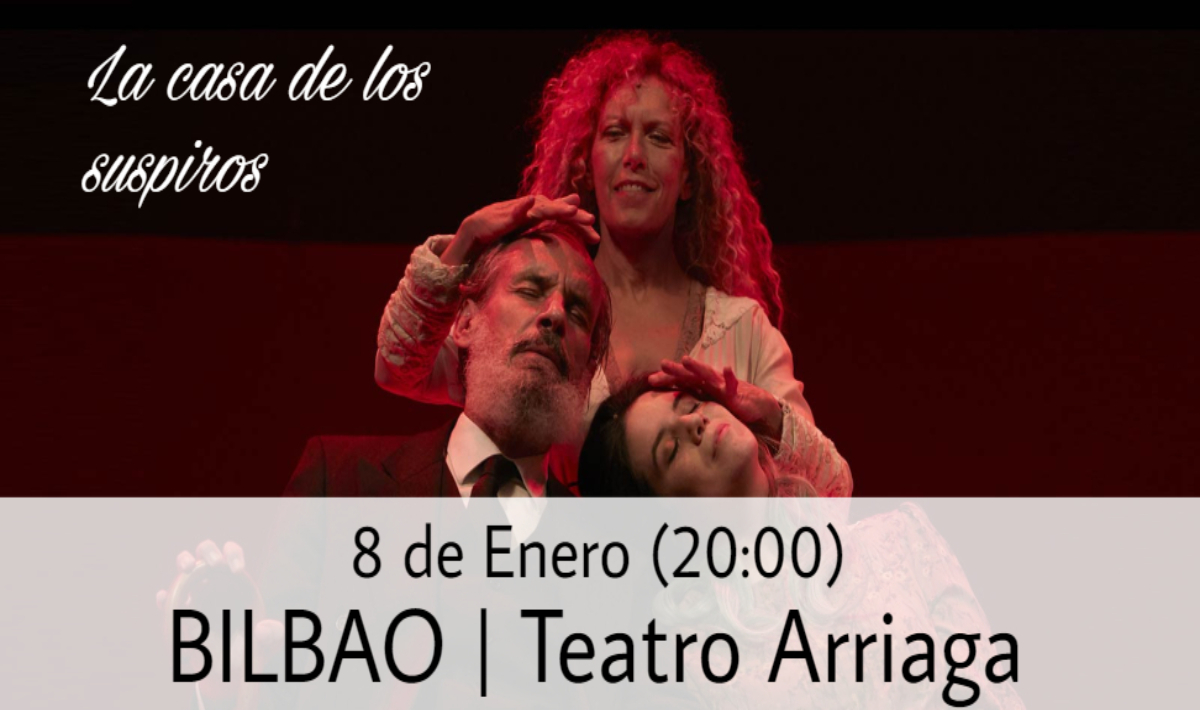 La casa de los
suspiros
8 de Enero (20:00)
BILBAO | Teatro Arriaga